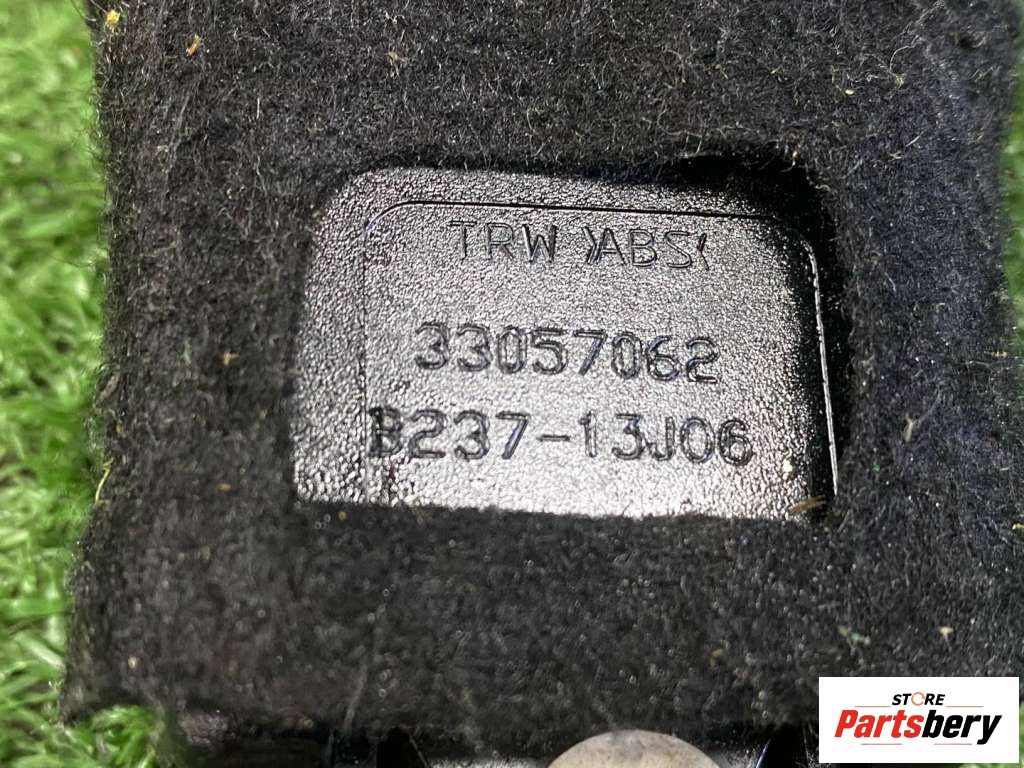 TRW >ABS<
33057062
B237-13J06
STORE
Partsbery